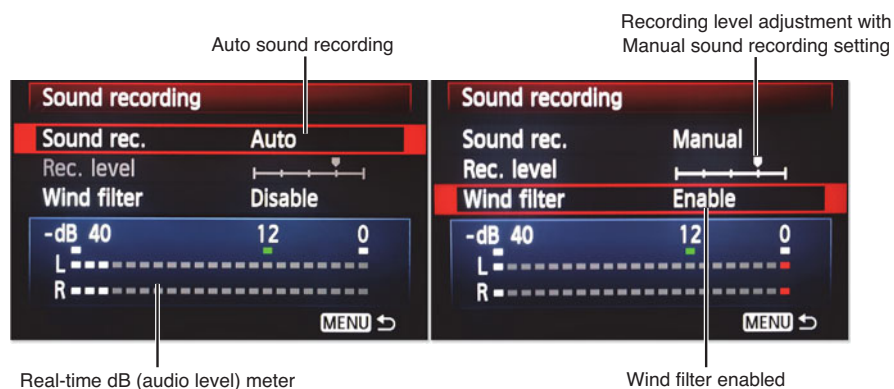 Auto sound recording
Recording level adjustment with
Manual sound recording setting
Sound recording
Sound rec. Auto
Rec. level
Wind filter Disable
-dB 40 12 0
L
R
MENU
Sound recording
Sound rec. Manual
Rec. level
Wind filter Enable
-dB 40 12 0
L
R
MENU
Real-time dB (audio level) meter
Wind filter enabled